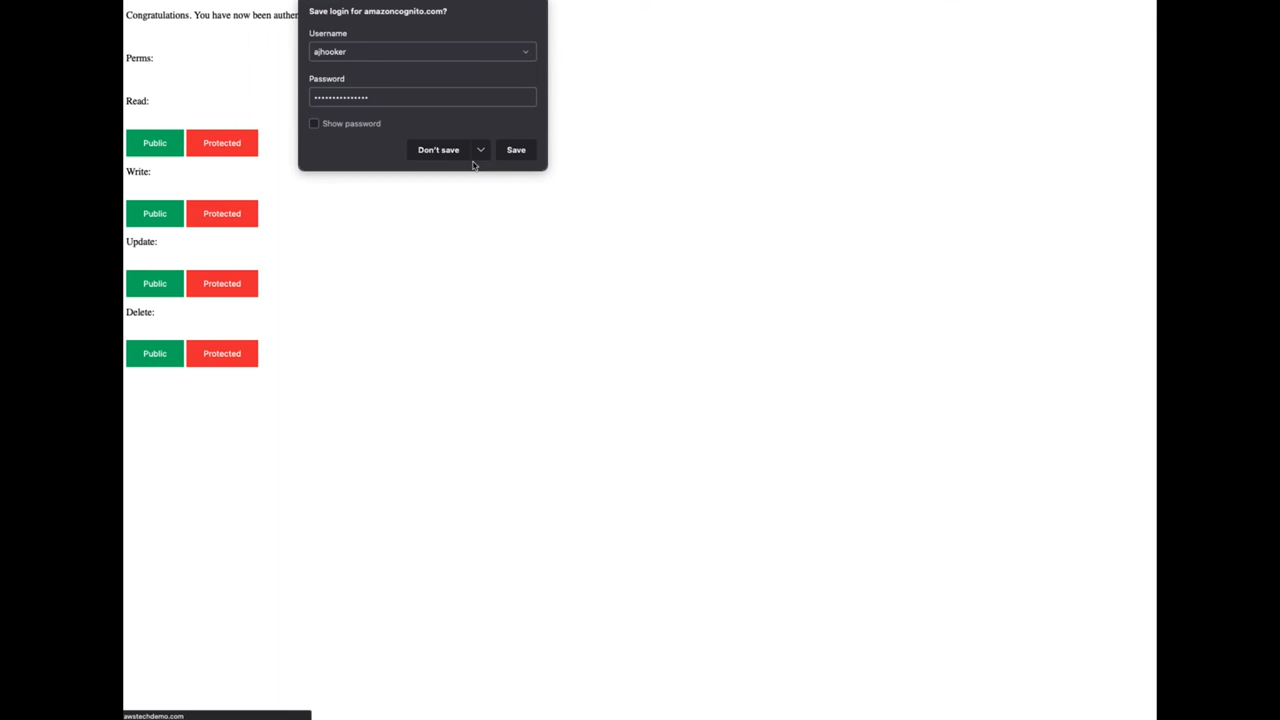 Congratulations. You have now been authen
Save login for amazoncognito.com?
Username
ajhooker
Password
•••••••••••••••
Show password
Don't save
Save
Perms:
Read:
Public Protected
Write:
Public Protected
Update:
Public Protected
Delete:
Public Protected
awstechdemo.com